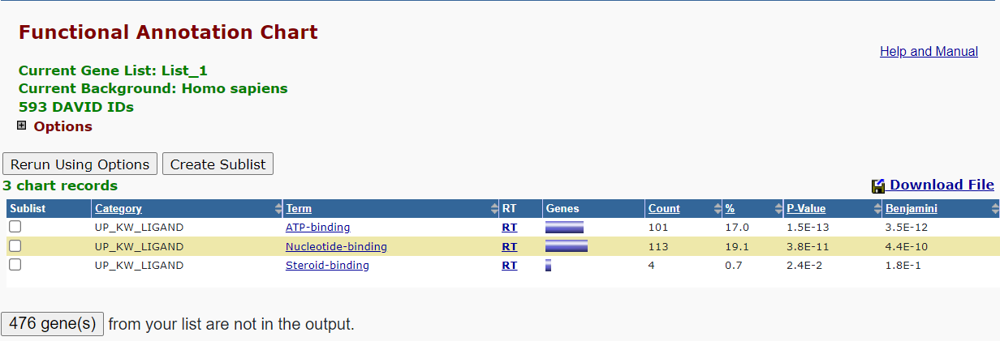 Functional Annotation Chart
Help and Manual
Current Gene List: List_1
Current Background: Homo sapiens
593 DAVID IDs
Options
Rerun Using Options Create Sublist
3 chart records Download File
Sublist Category Term RT Genes Count % P-Value Benjamini
UP_KW_LIGAND ATP-binding RT 101 17.0 1.5E-13 3.5E-12
UP_KW_LIGAND Nucleotide-binding RT 113 19.1 3.8E-11 4.4E-10
UP_KW_LIGAND Steroid-binding RT 4 0.7 2.4E-2 1.8E-1
476 gene(s) from your list are not in the output.